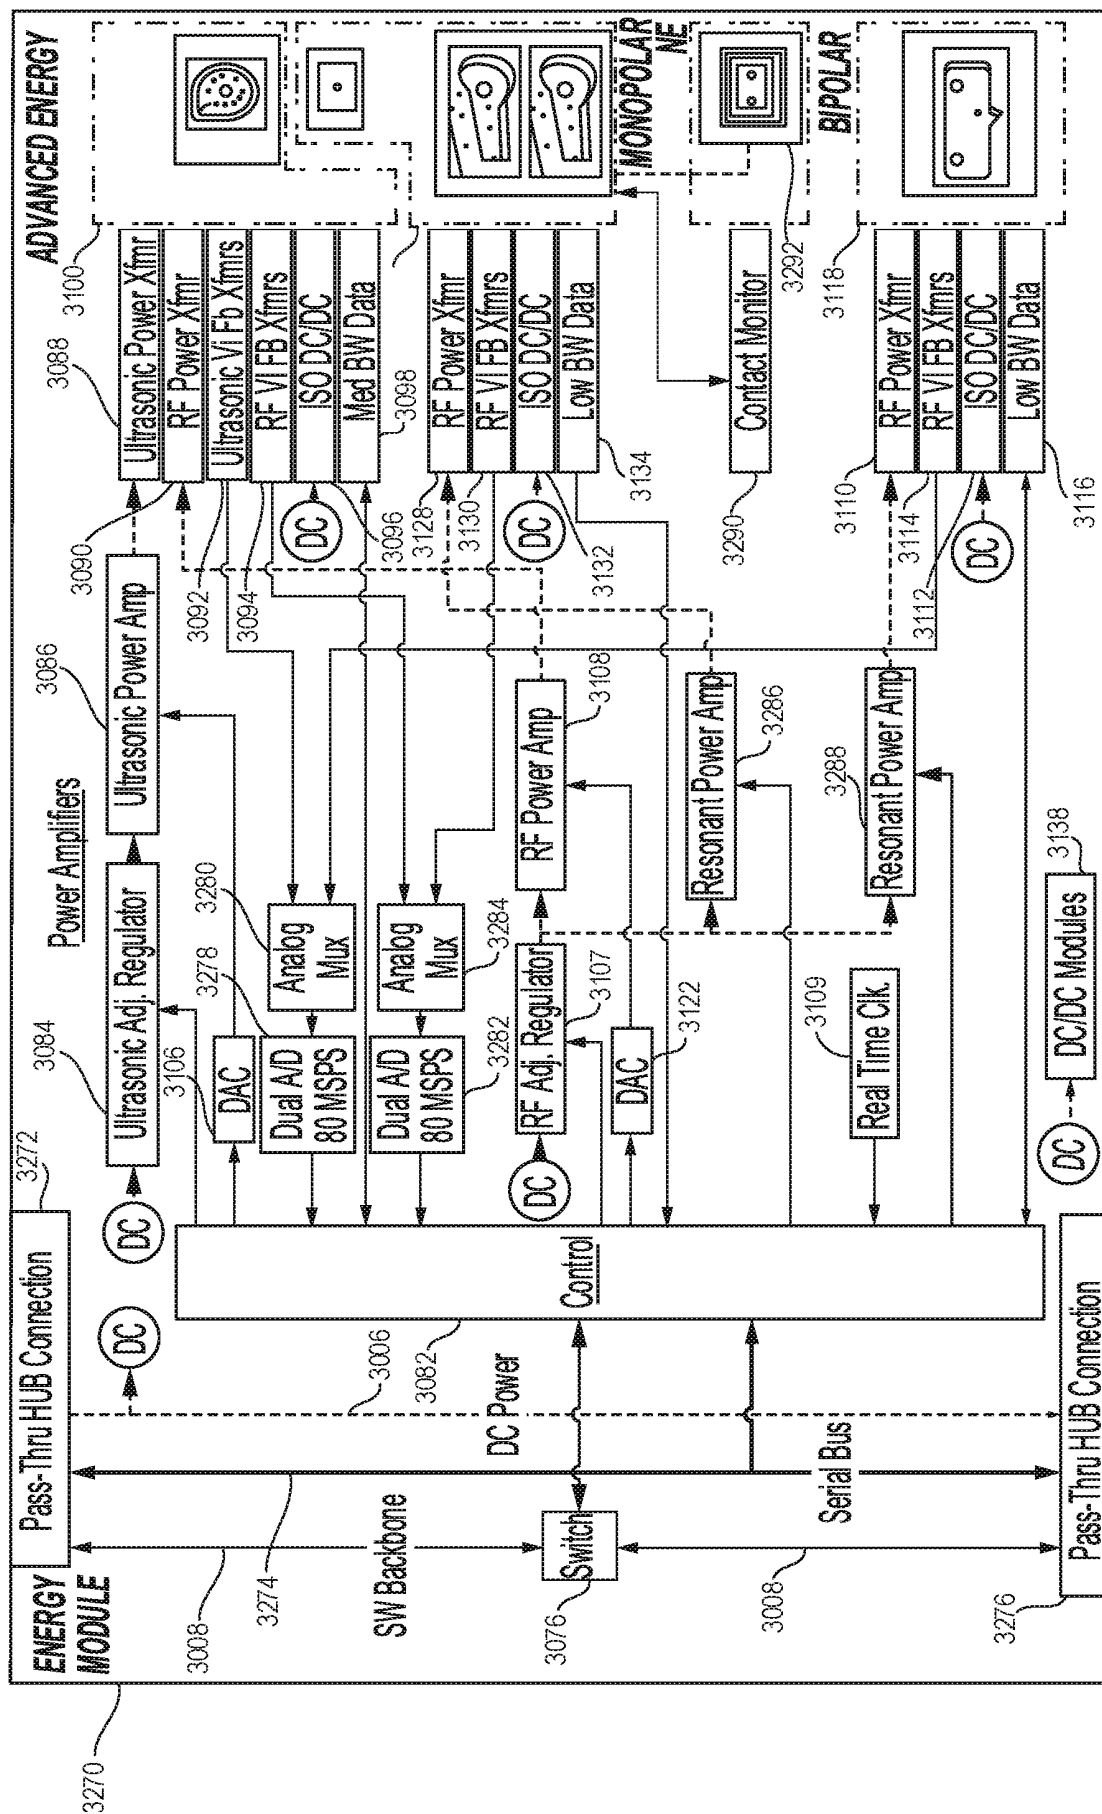 3270
ENERGY
MODULE
Pass-Thru HUB Connection
3272
3008
3274
SW Backbone
Switch
3076
3008
Serial Bus
DC Power
3006
3082
Control
Pass-Thru HUB Connection
3276
DC
DC
3084
Ultrasonic Adj. Regulator
Power Amplifiers
3086
Ultrasonic Power Amp
3106
DAC
3278
Dual A/D
80 MSPS
3280
Analog
Mux
Dual A/D
80 MSPS
3282
Analog
Mux
3284
DC
RF Adj. Regulator
3107
RF Power Amp
3108
DAC
3122
Resonant Power Amp
3286
3288
Resonant Power Amp
3109
Real Time Clk.
DC
DC/DC Modules
3138
ADVANCED ENERGY
3100
3088
Ultrasonic Power Xfmr
3090
RF Power Xfmr
3092
Ultrasonic Vi Fb Xfmrs
3094
RF VI FB Xfmrs
DC
ISO DC/DC
3096
Med BW Data
3098
MONOPOLAR
NE
3128
RF Power Xfmr
3130
RF VI FB Xfmrs
DC
ISO DC/DC
3132
Low BW Data
3134
3290
Contact Monitor
3292
BIPOLAR
3118
3110
RF Power Xfmr
3114
RF VI FB Xfmrs
3112
DC
ISO DC/DC
Low BW Data
3116